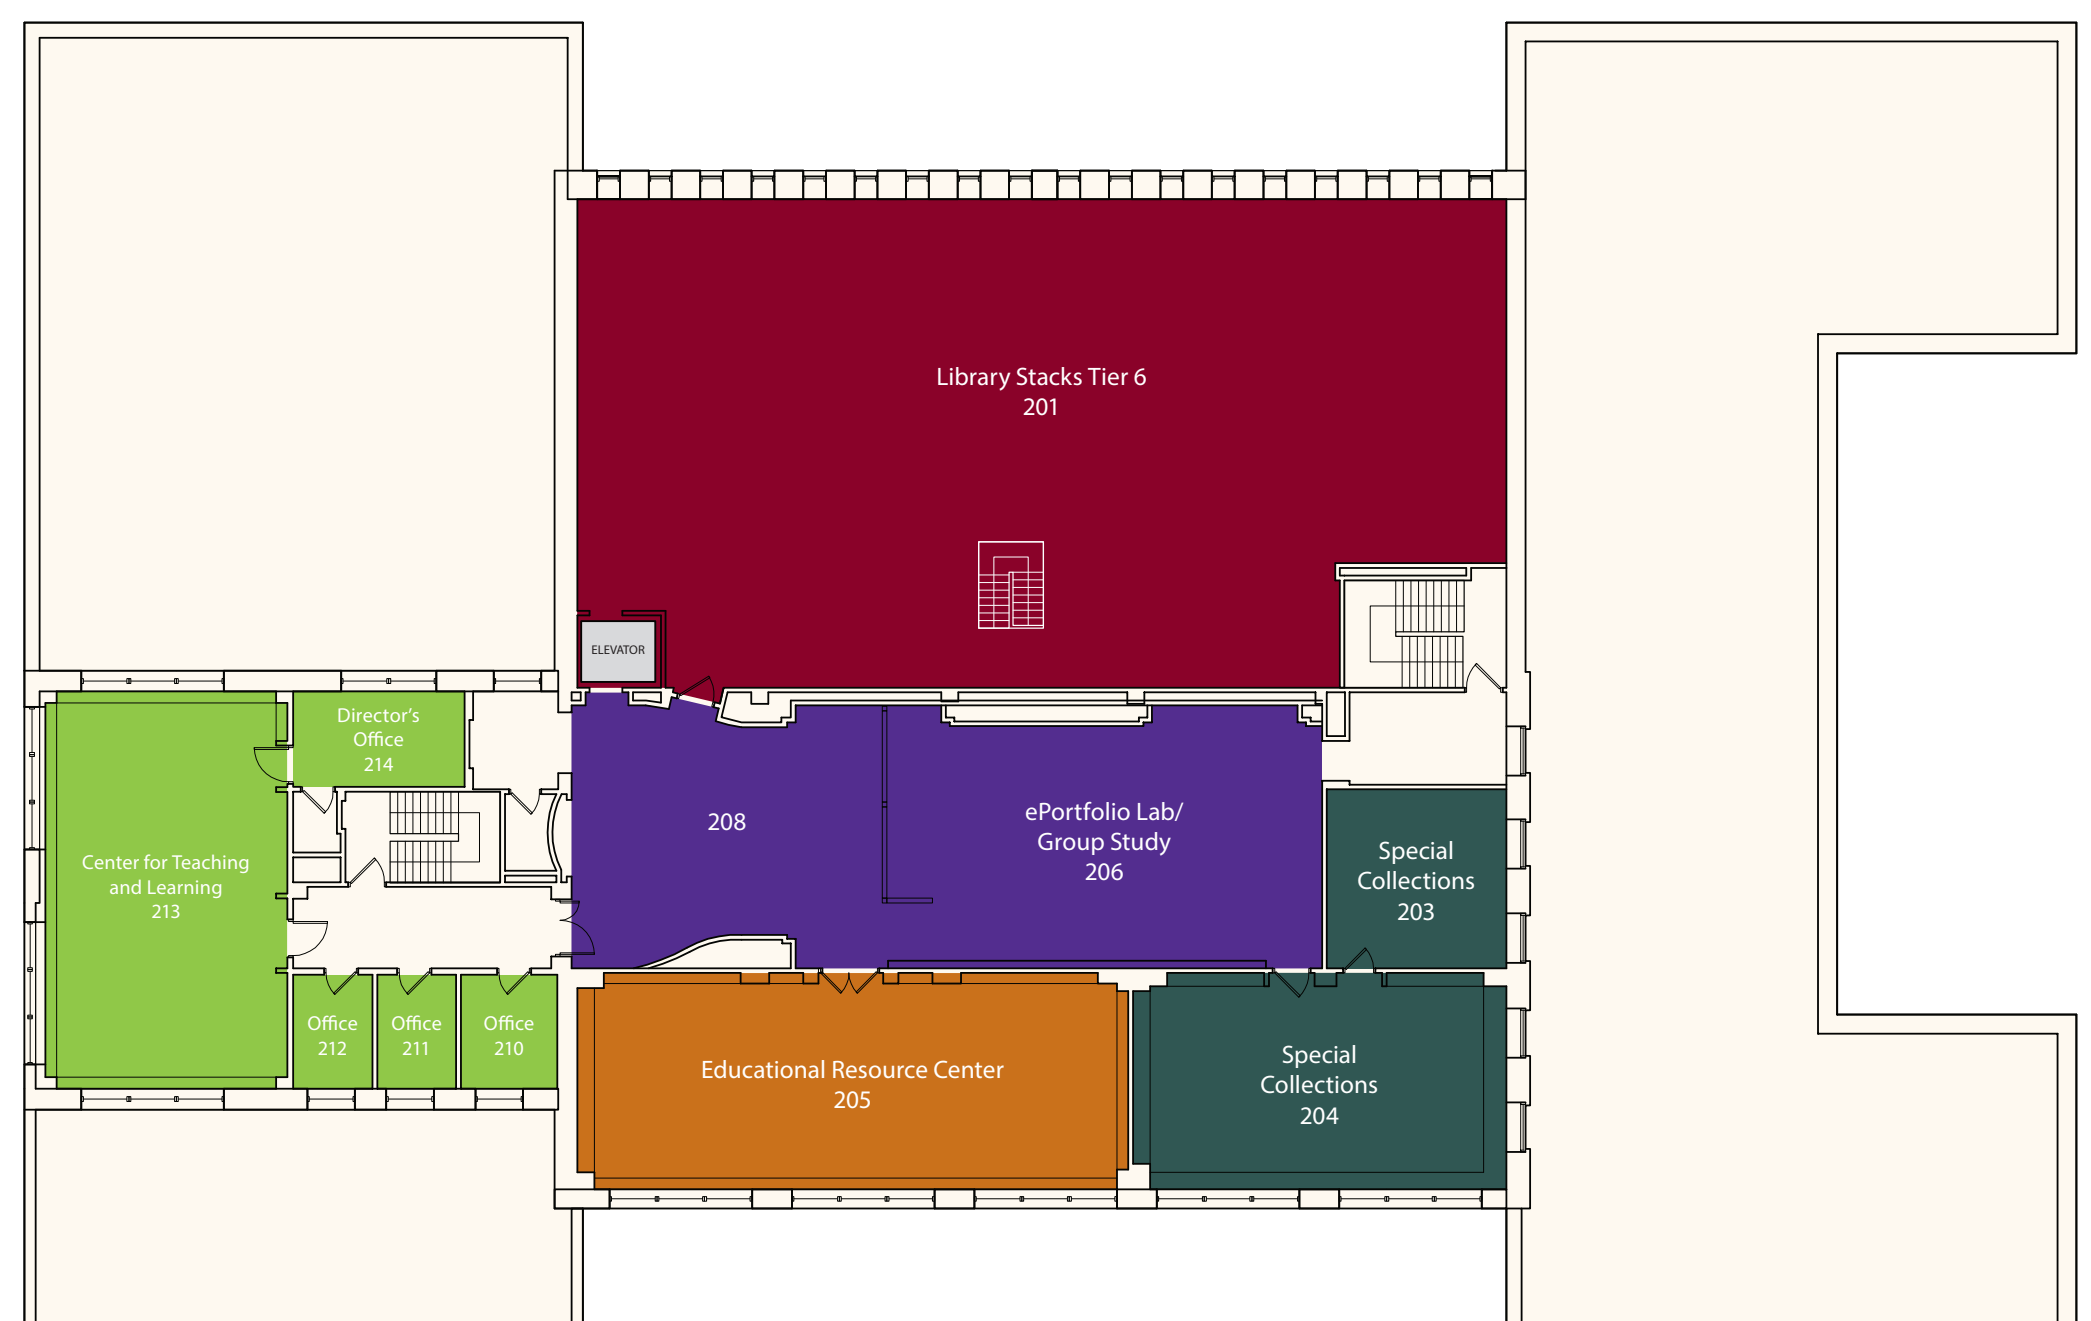 Library Stacks Tier 6
201
ELEVATOR
Director’s
Office
214
Center for Teaching
and Learning
213
208
ePortfolio Lab/
Group Study
206
Special
Collections
203
Office
212
Office
211
Office
210
Educational Resource Center
205
Special
Collections
204